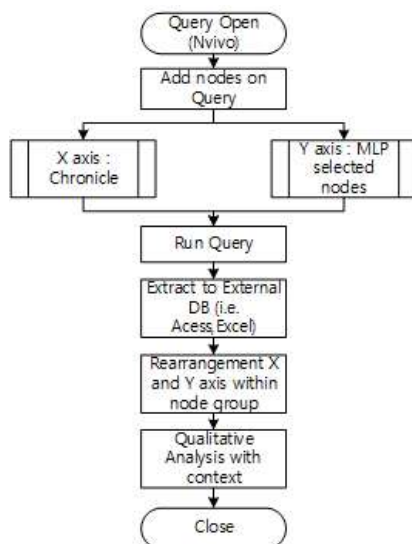 Query Open
(Nvivo)
Add nodes on
Query
X axis :
Chronicle
Y axis : MLP
selected
nodes
Run Query
Extract to External
DB (i.e.
Acess,Excel)
Rearrangement X
and Y axis within
node group
Qualitative
Analysis with
context
Close